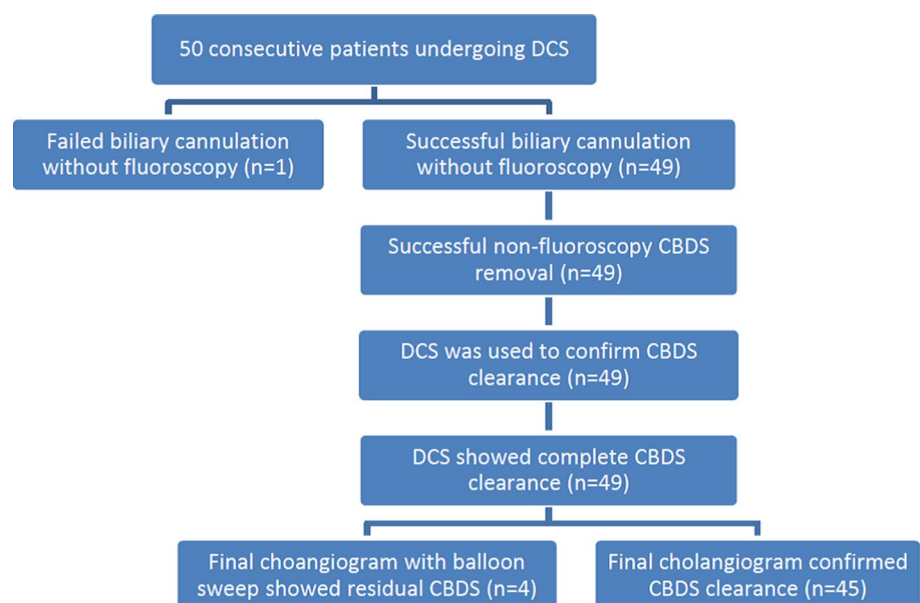 50 consecutive patients undergoing DCS
Failed biliary cannulation
without fluoroscopy (n=1)
Successful biliary cannulation
without fluoroscopy (n=49)
Successful non-fluoroscopy CBDS
removal (n=49)
DCS was used to confirm CBDS
clearance (n=49)
DCS showed complete CBDS
clearance (n=49)
Final choangiogram with balloon
sweep showed residual CBDS (n=4)
Final cholangiogram confirmed
CBDS clearance (n=45)